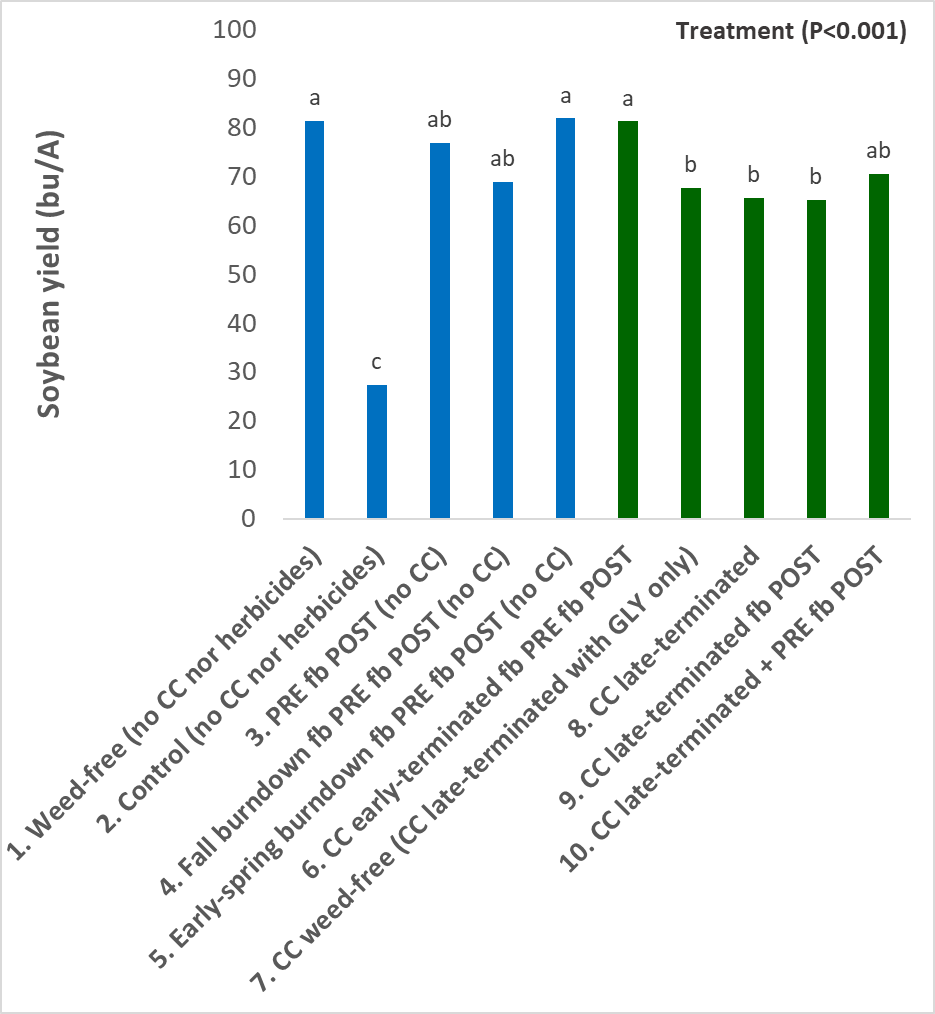 Treatment (P<0.001)
Soybean yield (bu/A)
100
90
80
70
60
50
40
30
20
10
0
a
c
ab
ab
a
a
b
b
b
ab
1. Weed-free (no CC nor herbicides)
2. Control (no CC nor herbicides)
3. PRE fb POST (no CC)
4. Fall burndown fb PRE fb POST (no CC)
5. Early-spring burndown fb PRE fb POST (no CC)
6. CC early-terminated fb PRE fb POST
7. CC weed-free (CC late-terminated with GLY only)
8. CC late-terminated
9. CC late-terminated fb POST
10. CC late-terminated + PRE fb POST